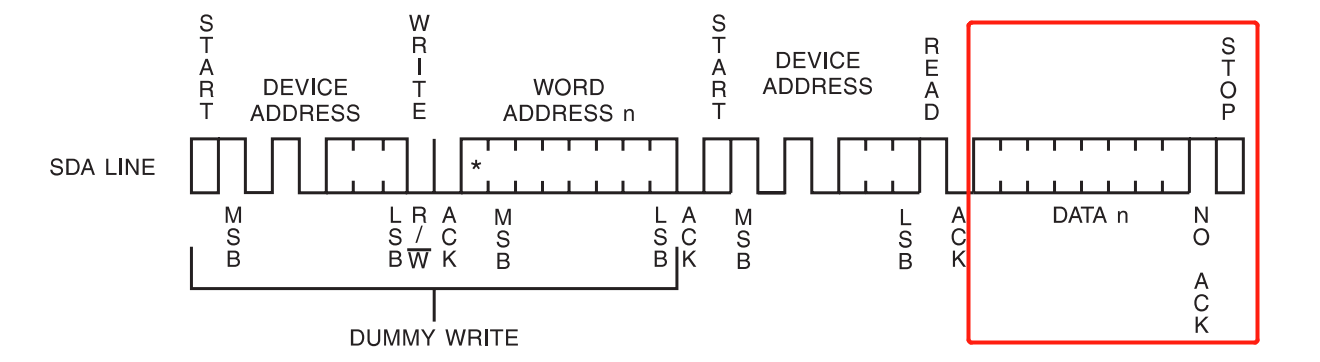 START
WRITE
START
READ
STOP
DEVICE
ADDRESS
WORD
ADDRESS n
DEVICE
ADDRESS
SDA LINE
*
MSB
LSB
R/W
ACK
MSB
LSB
ACK
MSB
LSB
ACK
DATA n
NO ACK
DUMMY WRITE